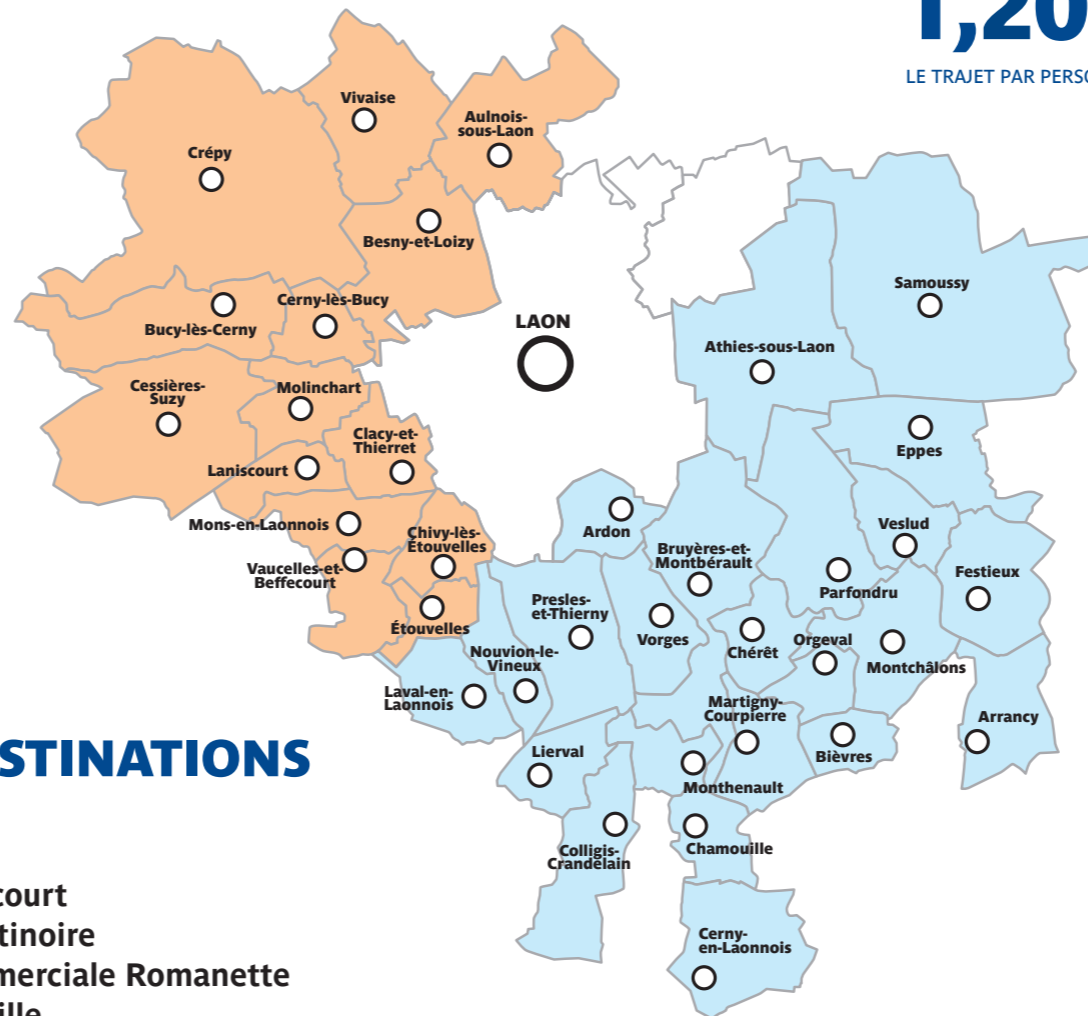 1,20
LE TRAJET PAR PERSO
Vivaise
Aulnois-
sous-Laon
Crépy
Besny-et-Loizy
Samoussy
Cerny-lès-Bucy
Bucy-lès-Cerny
LAON
Athies-sous-Laon
Cessières-
Suzy
Molinchart
Clacy-et-
Thierret
Eppes
Laniscourt
Mons-en-Laonnois
Chivy-lès-
Étouvelles
Ardon
Veslud
Vaucelles-et-
Beffecourt
Bruyères-et-
Montbérault
Festieux
Parfondru
Presles-
et-Thierny
Étouvelles
Vorges
Chérêt
Orgeval
Nouvion-le-
Vineux
Montchâlons
Laval-en-
Laonnois
Martigny-
Courpierre
Arrancy
STINATIONS
Lierval
Bièvres
Monthenault
Colligis-
Crandelain
Chamouille
court
tinoire
merciale Romanette
ille
Cerny-
en-Laonnois